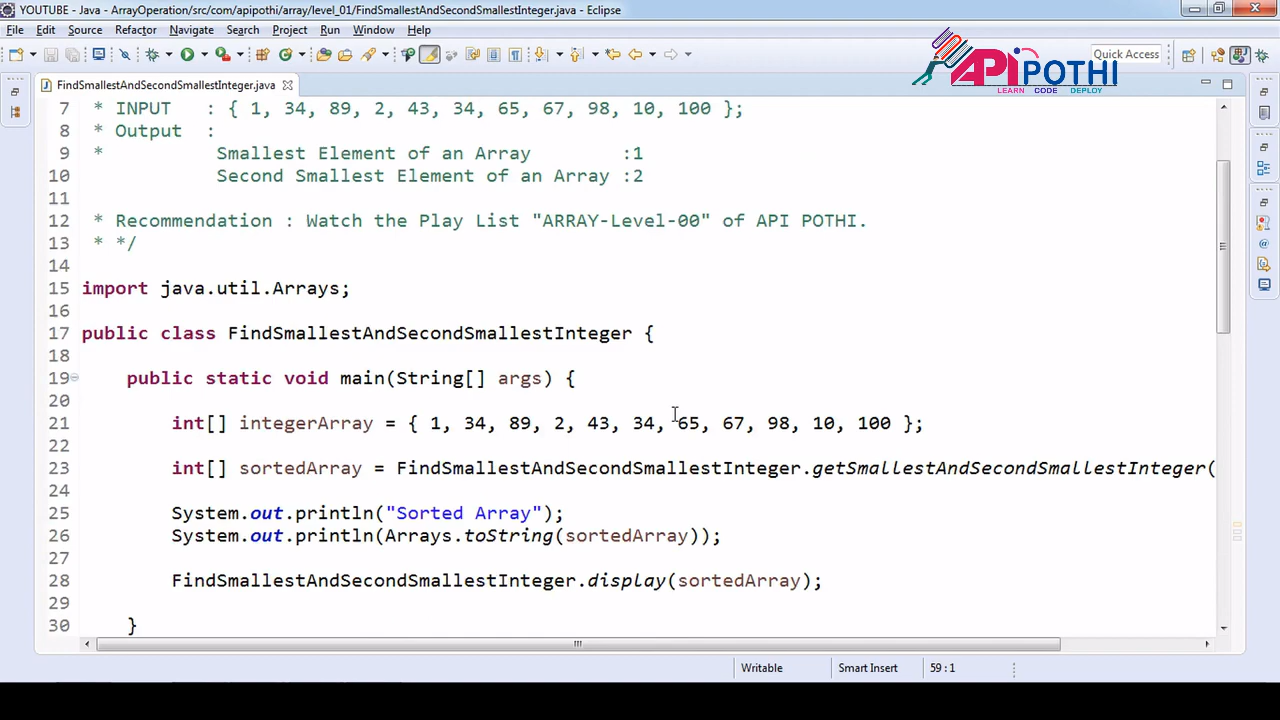 YOUTUBE - Java - ArrayOperation/src/com/apipothi/array/level_01/FindSmallestAndSecondSmallestInteger.java - Eclipse
File Edit Source Refactor Navigate Search Project Run Window Help
Quick Access
APIPOTHI
LEARN CODE DEPLOY
FindSmallestAndSecondSmallestInteger.java
7 * INPUT : { 1, 34, 89, 2, 43, 34, 65, 67, 98, 10, 100 };
8 * Output :
9 * Smallest Element of an Array :1
10 Second Smallest Element of an Array :2
11
12 * Recommendation : Watch the Play List "ARRAY-Level-00" of API POTHI.
13 * */
14
15 import java.util.Arrays;
16
17 public class FindSmallestAndSecondSmallestInteger {
18
19 public static void main(String[] args) {
20
21 int[] integerArray = { 1, 34, 89, 2, 43, 34, 65, 67, 98, 10, 100 };
22
23 int[] sortedArray = FindSmallestAndSecondSmallestInteger.getSmallestAndSecondSmallestInteger(
24
25 System.out.println("Sorted Array");
26 System.out.println(Arrays.toString(sortedArray));
27
28 FindSmallestAndSecondSmallestInteger.display(sortedArray);
29
30 }
Writable Smart Insert 59 : 1